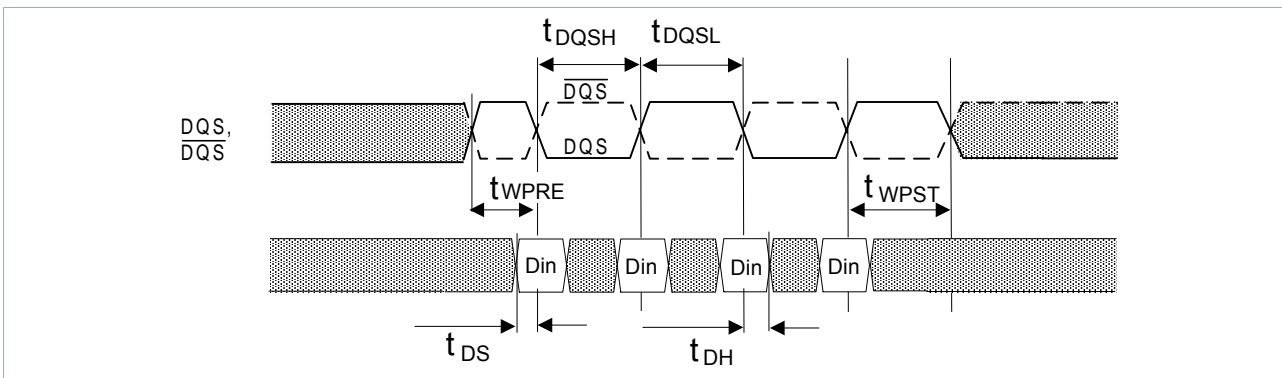 tDQSH tDQSL
DQS
DQS,
DQS
DQS
tWPRE tWPST
Din Din Din Din
tDS tDH